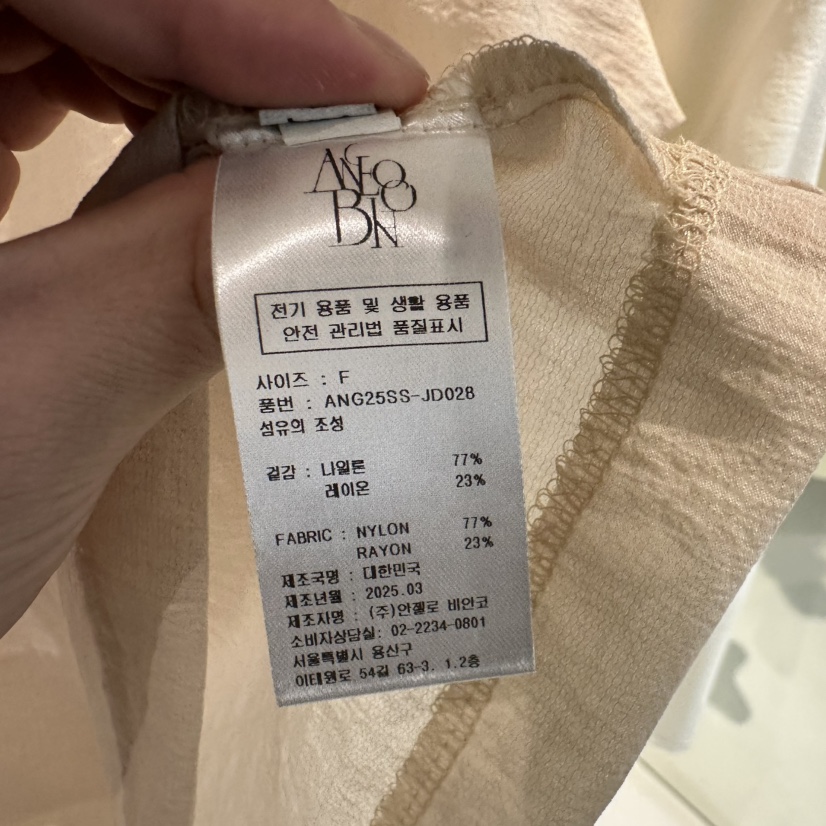 ANGELO
BIANCO
전기 용품 및 생활 용품
안전 관리법 품질표시
사이즈 : F
품번 : ANG25SS-JD028
섬유의 조성
겉감 : 나일론 77%
레이온 23%
FABRIC : NYLON 77%
RAYON 23%
제조국명 : 대한민국
제조년월 : 2025.03
제조자명 : (주)안젤로 비안코
소비자상담실: 02-2234-0801
서울특별시 용산구
이태원로 54길 63-3. 1.2층